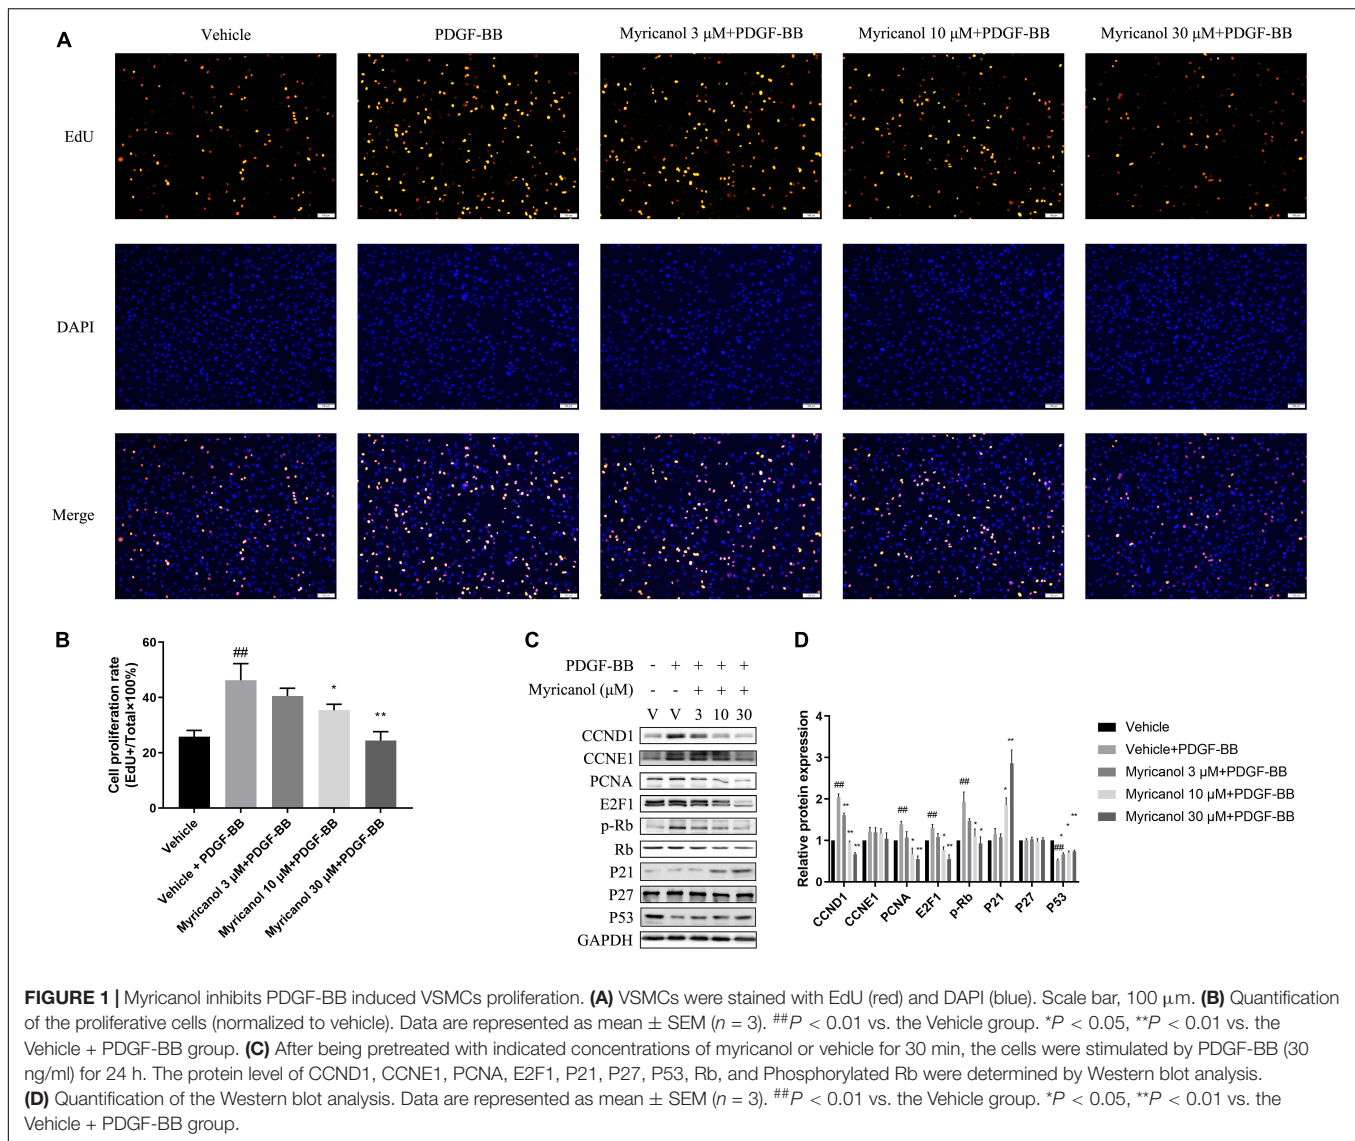 A
Vehicle PDGF-BB Myricanol 3 μM+PDGF-BB Myricanol 10 μM+PDGF-BB Myricanol 30 μM+PDGF-BB
EdU
DAPI
Merge
B
Cell proliferation rate
(EdU+/Total×100%)
60
40
20
0
##
*
**
Vehicle
Vehicle + PDGF-BB
Myricanol 3 μM+PDGF-BB
Myricanol 10 μM+PDGF-BB
Myricanol 30 μM+PDGF-BB
C
PDGF-BB - + + + +
Myricanol (μM) - - + + +
V V 3 10 30
CCND1
CCNE1
PCNA
E2F1
p-Rb
Rb
P21
P27
P53
GAPDH
D
Relative protein expression
4
3
2
1
0
## ** ** **
## * **
## * **
## * *
* **
## * * **
CCND1
CCNE1
PCNA
E2F1
p-Rb
P21
P27
P53
Vehicle
Vehicle+PDGF-BB
Myricanol 3 μM+PDGF-BB
Myricanol 10 μM+PDGF-BB
Myricanol 30 μM+PDGF-BB
FIGURE 1 | Myricanol inhibits PDGF-BB induced VSMCs proliferation. (A) VSMCs were stained with EdU (red) and DAPI (blue). Scale bar, 100 μm. (B) Quantification
of the proliferative cells (normalized to vehicle). Data are represented as mean ± SEM (n = 3). ##P < 0.01 vs. the Vehicle group. *P < 0.05, **P < 0.01 vs. the
Vehicle + PDGF-BB group. (C) After being pretreated with indicated concentrations of myricanol or vehicle for 30 min, the cells were stimulated by PDGF-BB (30
ng/ml) for 24 h. The protein level of CCND1, CCNE1, PCNA, E2F1, P21, P27, P53, Rb, and Phosphorylated Rb were determined by Western blot analysis.
(D) Quantification of the Western blot analysis. Data are represented as mean ± SEM (n = 3). ##P < 0.01 vs. the Vehicle group. *P < 0.05, **P < 0.01 vs. the
Vehicle + PDGF-BB group.